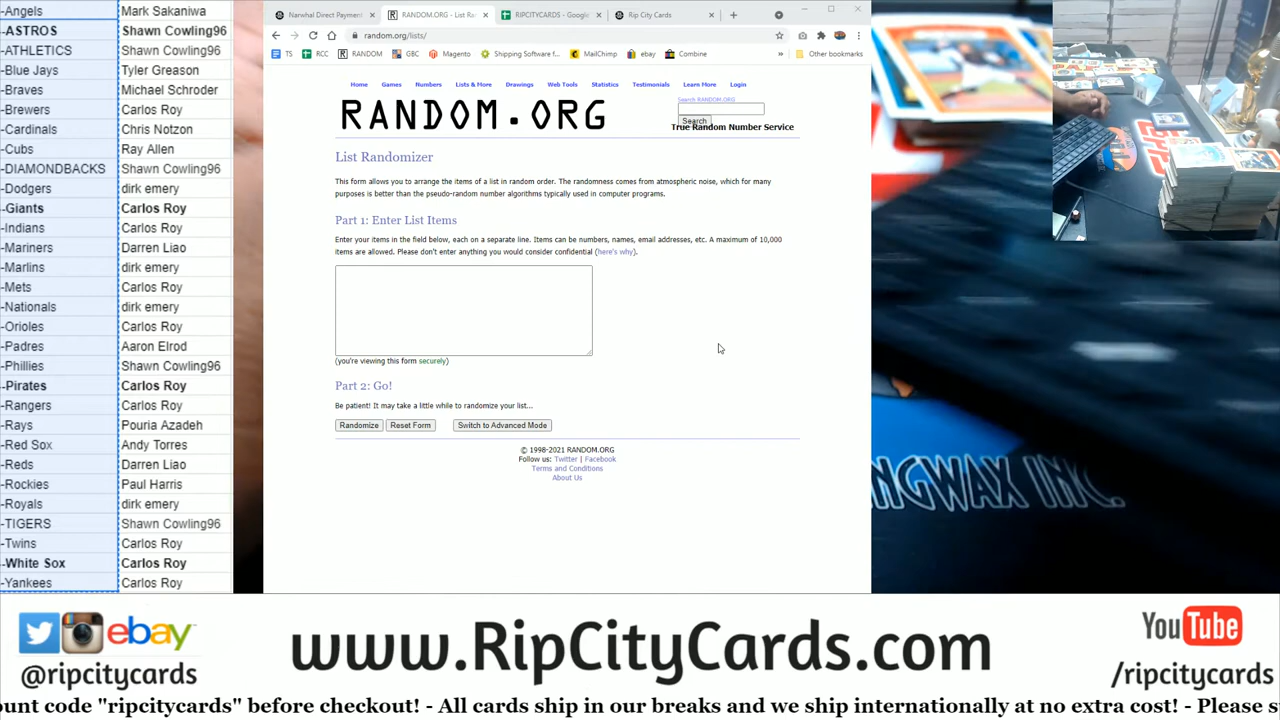 -Angels Mark Sakaniwa
-ASTROS Shawn Cowling96
-ATHLETICS Shawn Cowling96
-Blue Jays Tyler Greason
-Braves Michael Schroder
-Brewers Carlos Roy
-Cardinals Chris Notzon
-Cubs Ray Allen
-DIAMONDBACKS Shawn Cowling96
-Dodgers dirk emery
-Giants Carlos Roy
-Indians Carlos Roy
-Mariners Darren Liao
-Marlins dirk emery
-Mets Carlos Roy
-Nationals dirk emery
-Orioles Carlos Roy
-Padres Aaron Elrod
-Phillies Shawn Cowling96
-Pirates Carlos Roy
-Rangers Carlos Roy
-Rays Pouria Azadeh
-Red Sox Andy Torres
-Reds Darren Liao
-Rockies Paul Harris
-Royals dirk emery
-TIGERS Shawn Cowling96
-Twins Carlos Roy
-White Sox Carlos Roy
-Yankees Carlos Roy
Narwhal Direct Payment RANDOM.ORG - List Ra RIPCITYCARDS - Google Rip City Cards
random.org/lists/
TS RCC RANDOM GBC Magento Shipping Software f... MailChimp ebay Combine » Other bookmarks
Home Games Numbers Lists & More Drawings Web Tools Statistics Testimonials Learn More Login
RANDOM.ORG
Search RANDOM.ORG
Search
True Random Number Service
List Randomizer
This form allows you to arrange the items of a list in random order. The randomness comes from atmospheric noise, which for many
purposes is better than the pseudo-random number algorithms typically used in computer programs.
Part 1: Enter List Items
Enter your items in the field below, each on a separate line. Items can be numbers, names, email addresses, etc. A maximum of 10,000
items are allowed. Please don't enter anything you would consider confidential (here's why).
(you're viewing this form securely)
Part 2: Go!
Be patient! It may take a little while to randomize your list...
Randomize Reset Form Switch to Advanced Mode
© 1998-2021 RANDOM.ORG
Follow us: Twitter | Facebook
Terms and Conditions
About Us
GWAX INC.
ebay
@ripcitycards
www.RipCityCards.com
YouTube
/ripcitycards
ount code "ripcitycards" before checkout! - All cards ship in our breaks and we ship internationally at no extra cost! - Please s